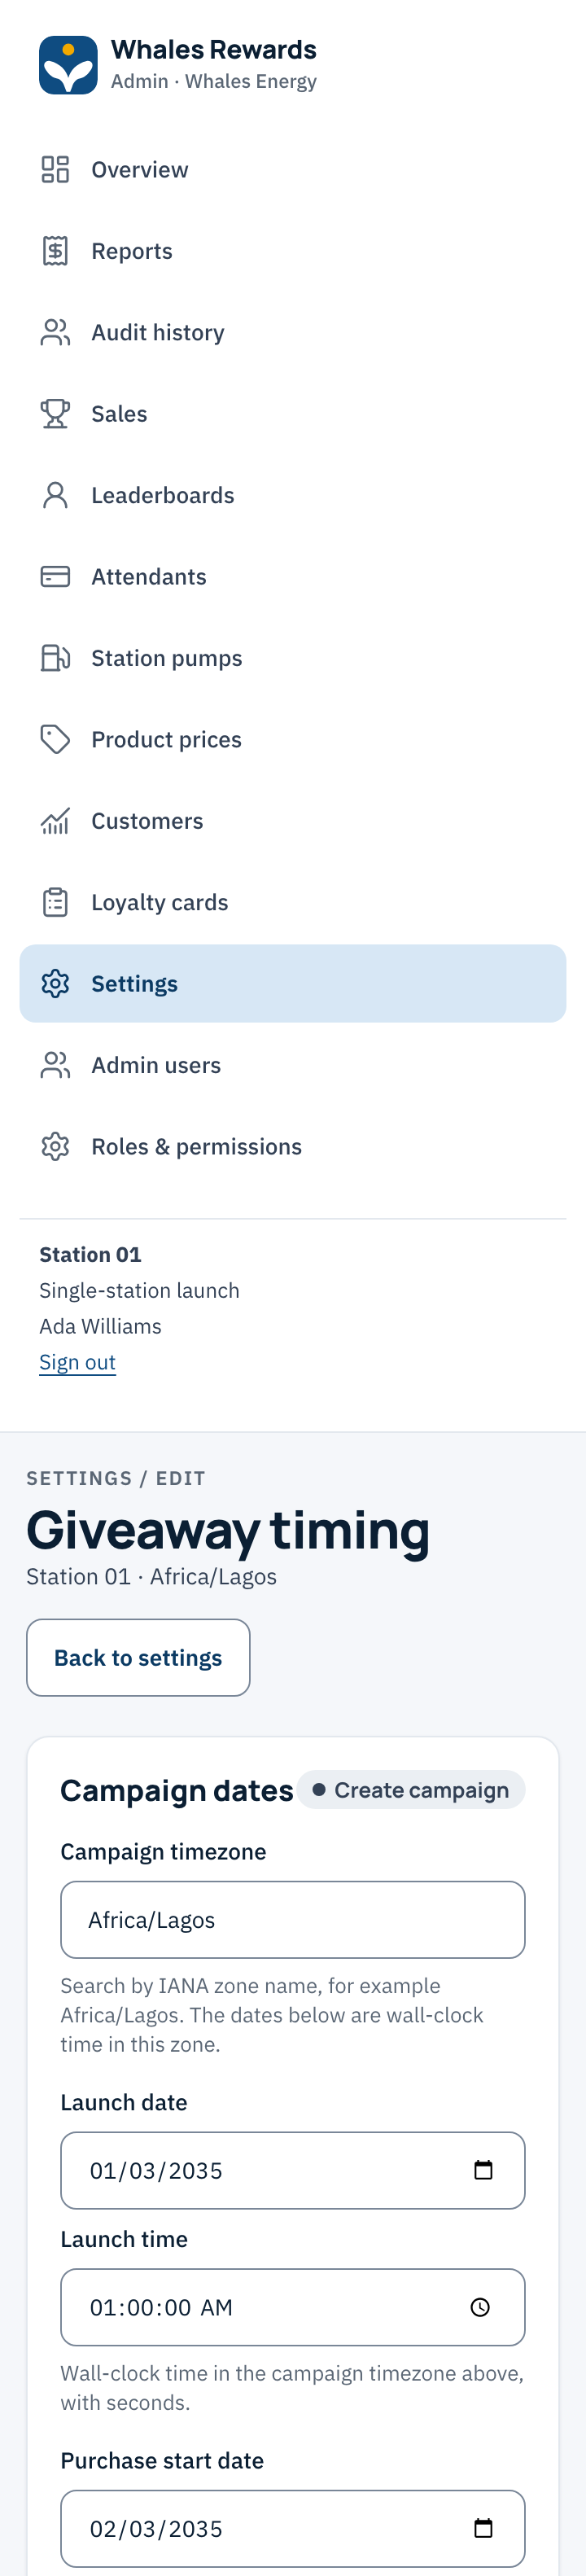 Whales Rewards
Admin · Whales Energy
Overview
Reports
Audit history
Sales
Leaderboards
Attendants
Station pumps
Product prices
Customers
Loyalty cards
Settings
Admin users
Roles & permissions
Station 01
Single-station launch
Ada Williams
Sign out
SETTINGS / EDIT
Giveaway timing
Station 01 · Africa/Lagos
Back to settings
Campaign dates
Create campaign
Campaign timezone
Africa/Lagos
Search by IANA zone name, for example
Africa/Lagos. The dates below are wall-clock
time in this zone.
Launch date
01/03/2035
Launch time
01:00:00 AM
Wall-clock time in the campaign timezone above,
with seconds.
Purchase start date
02/03/2035